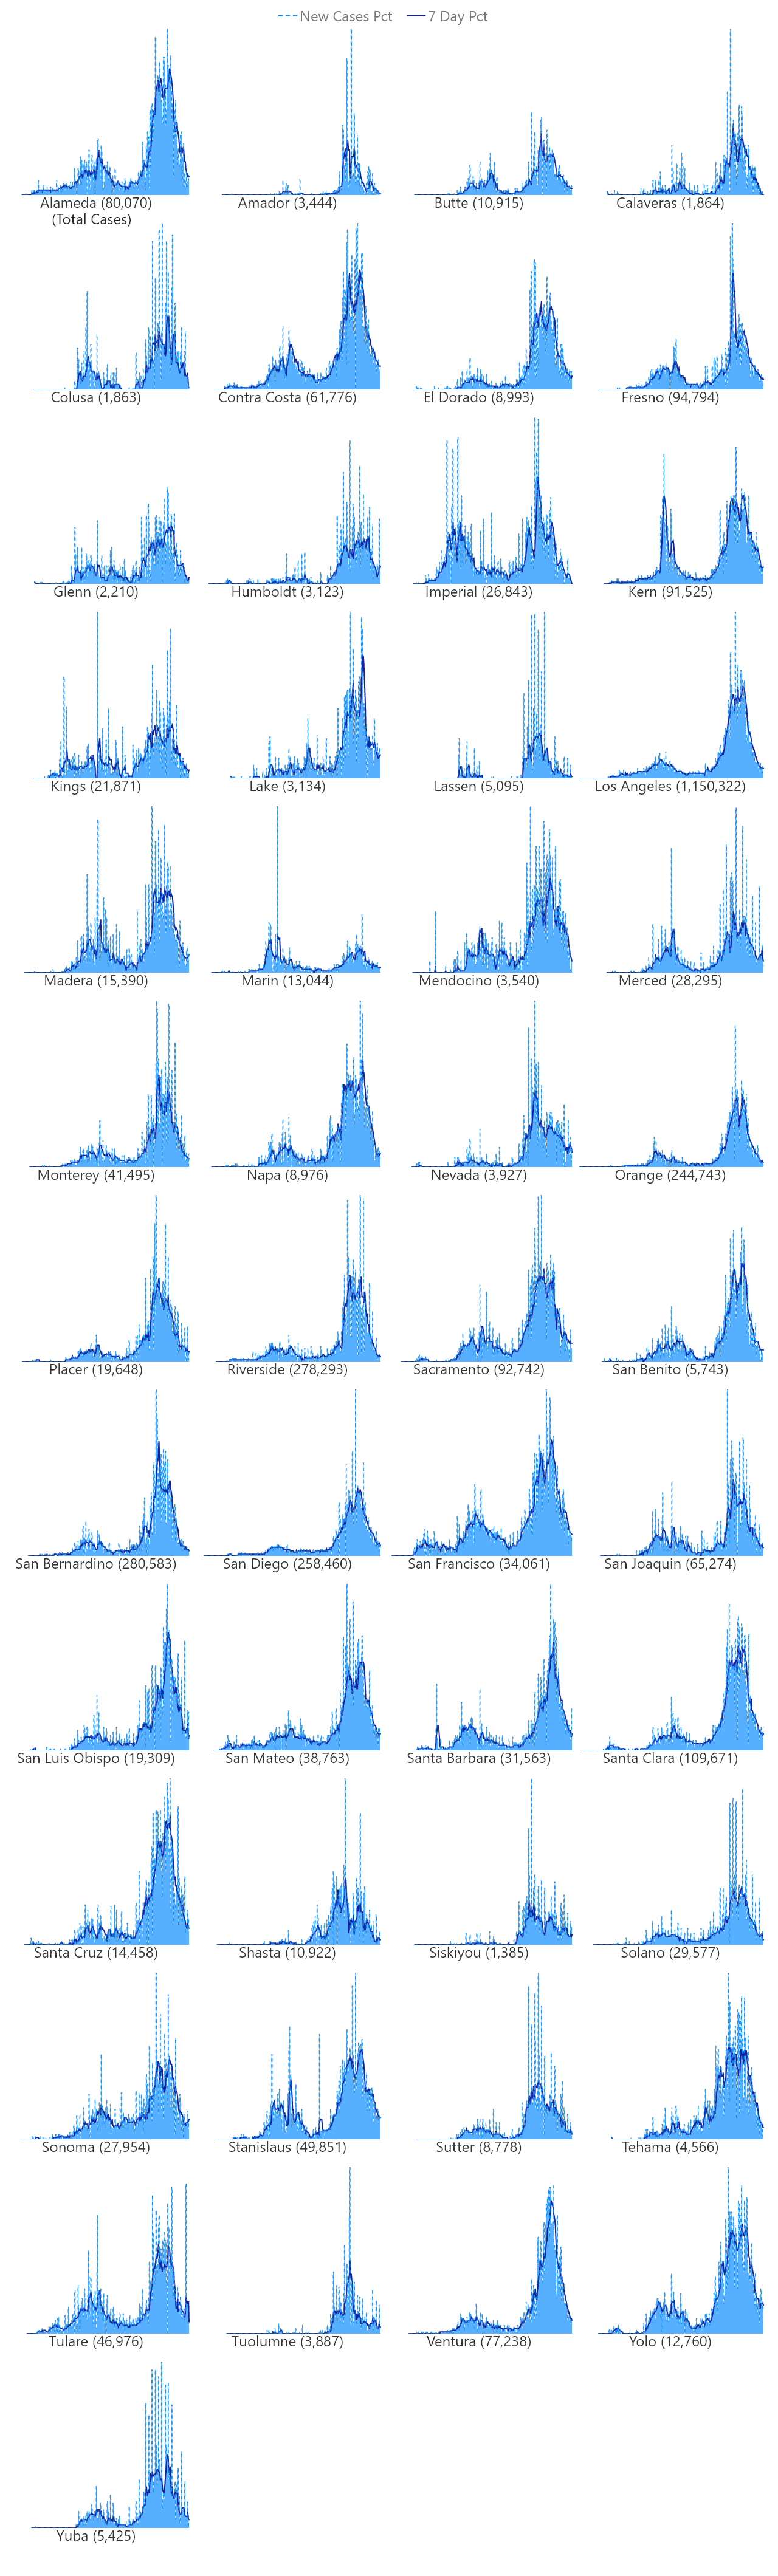 New Cases Pct 7 Day Pct
Alameda (80,070) Amador (3,444) Butte (10,915) Calaveras (1,864)
(Total Cases)
Colusa (1,863) Contra Costa (61,776) El Dorado (8,993) Fresno (94,794)
Glenn (2,210) Humboldt (3,123) Imperial (26,843) Kern (91,525)
Kings (21,871) Lake (3,134) Lassen (5,095) Los Angeles (1,150,322)
Madera (15,390) Marin (13,044) Mendocino (3,540) Merced (28,295)
Monterey (41,495) Napa (8,976) Nevada (3,927) Orange (244,743)
Placer (19,648) Riverside (278,293) Sacramento (92,742) San Benito (5,743)
San Bernardino (280,583) San Diego (258,460) San Francisco (34,061) San Joaquin (65,274)
San Luis Obispo (19,309) San Mateo (38,763) Santa Barbara (31,563) Santa Clara (109,671)
Santa Cruz (14,458) Shasta (10,922) Siskiyou (1,385) Solano (29,577)
Sonoma (27,954) Stanislaus (49,851) Sutter (8,778) Tehama (4,566)
Tulare (46,976) Tuolumne (3,887) Ventura (77,238) Yolo (12,760)
Yuba (5,425)